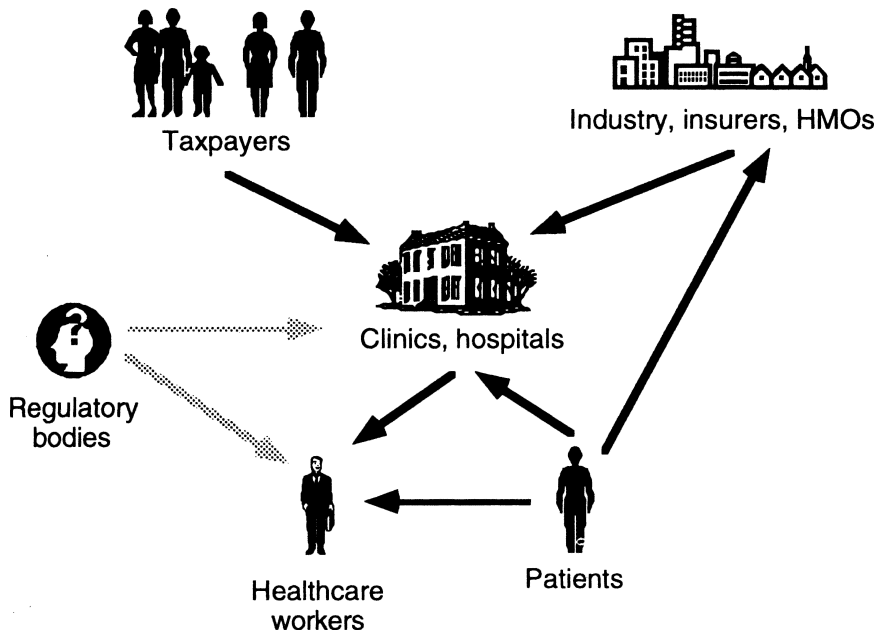 Taxpayers
Industry, insurers, HMOs
Clinics, hospitals
?
Regulatory
bodies
Healthcare
workers
Patients